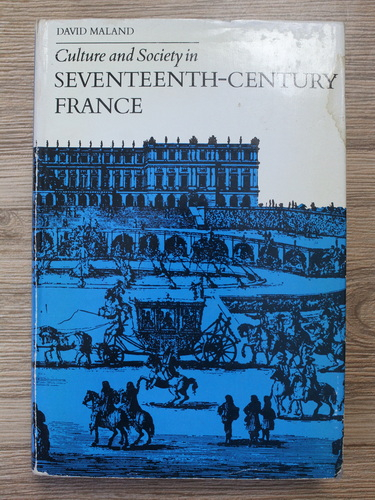 DAVID MALAND
Culture and Society in
SEVENTEENTH-CENTURY
FRANCE